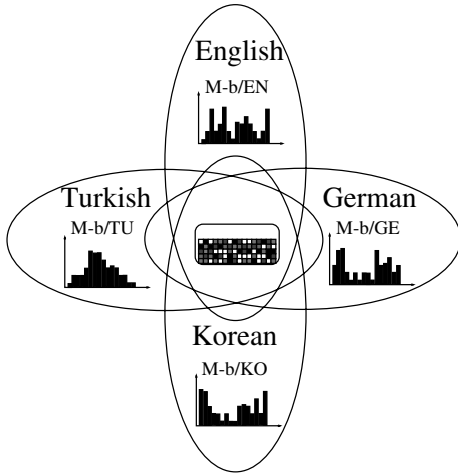 English
M-b/EN
Turkish
M-b/TU
German
M-b/GE
Korean
M-b/KO